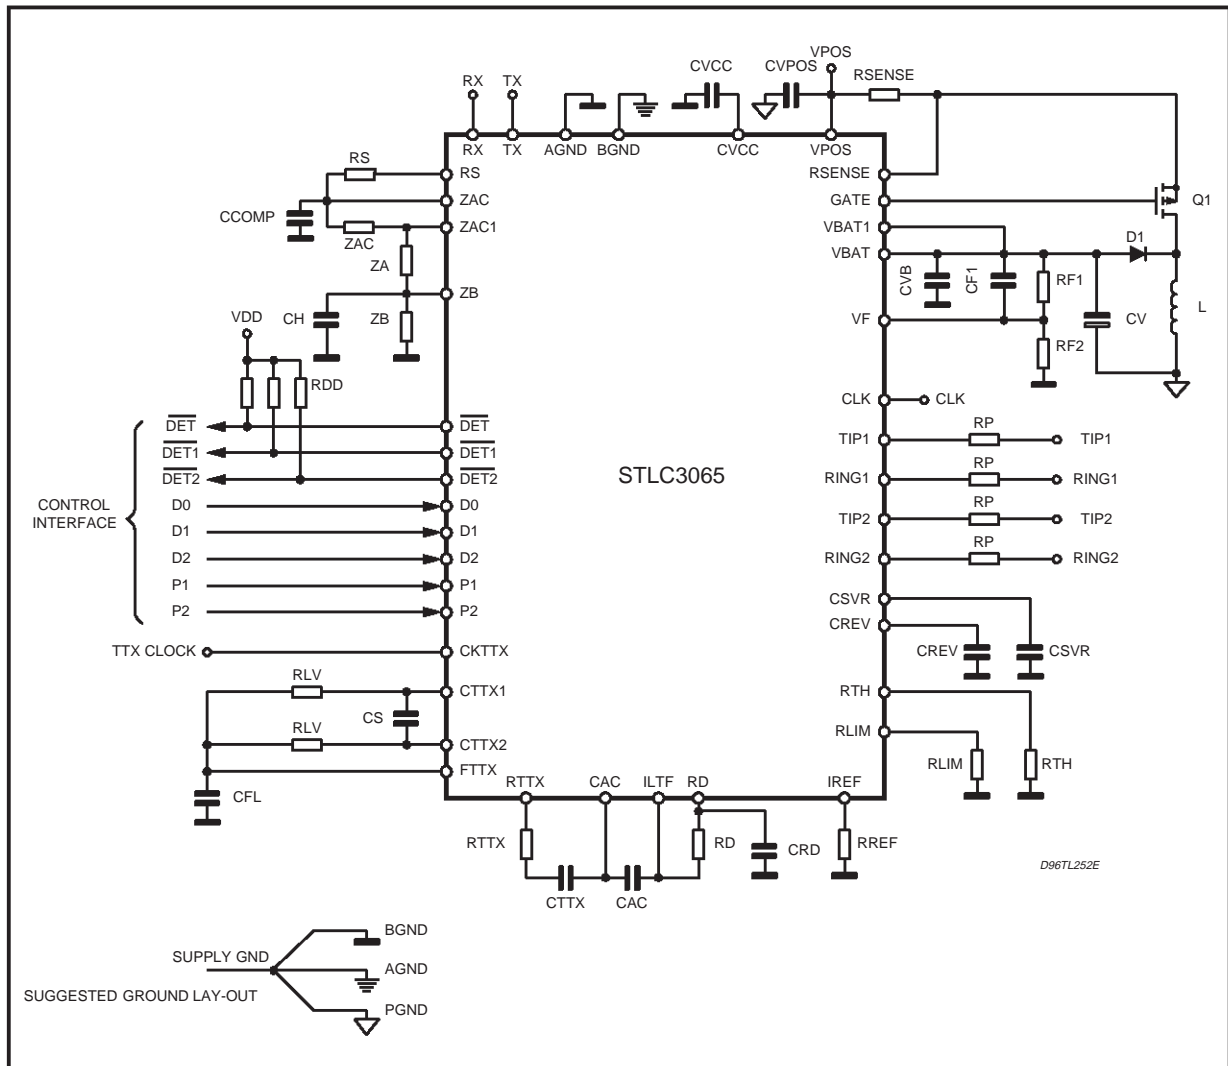 VPOS
RX TX CVCC CVPOS RSENSE
RX TX AGND BGND CVCC VPOS
RS RS RSENSE
ZAC GATE Q1
CCOMP ZAC1 VBAT1
ZAC D1
ZA VBAT
CVB CF1 RF1
ZB
CH ZB VF CV L
VDD RF2
RDD
CLK CLK
DET DET TIP1 RP TIP1
DET1 DET1
DET2 DET2 STLC3065 RING1 RP RING1
CONTROL
INTERFACE
D0 D0 TIP2 RP TIP2
D1 D1
D2 D2 RING2 RP RING2
P1 P1 CSVR
P2 P2 CREV
TTX CLOCK CKTTX CREV CSVR
RLV CTTX1 RTH
CS
RLV CTTX2 RLIM
FTTX RLIM RTH
CFL RTTX CAC ILTF RD IREF
RTTX RD CRD RREF
D96TL252E
CTTX CAC
BGND
SUPPLY GND
AGND
SUGGESTED GROUND LAY-OUT
PGND